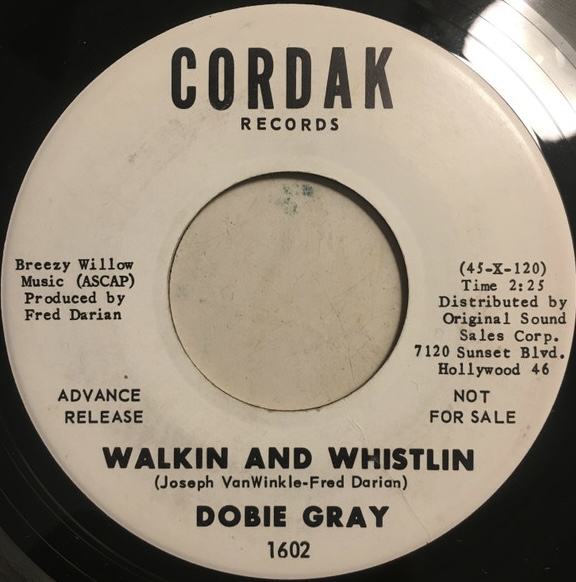 CORDAK
RECORDS
Breezy Willow
Music (ASCAP)
Produced by
Fred Darian
(45-X-120)
Time 2:25
Distributed by
Original Sound
Sales Corp.
7120 Sunset Blvd.
Hollywood 46
ADVANCE
RELEASE
NOT
FOR SALE
WALKIN AND WHISTLIN
(Joseph VanWinkle-Fred Darian)
DOBIE GRAY
1602